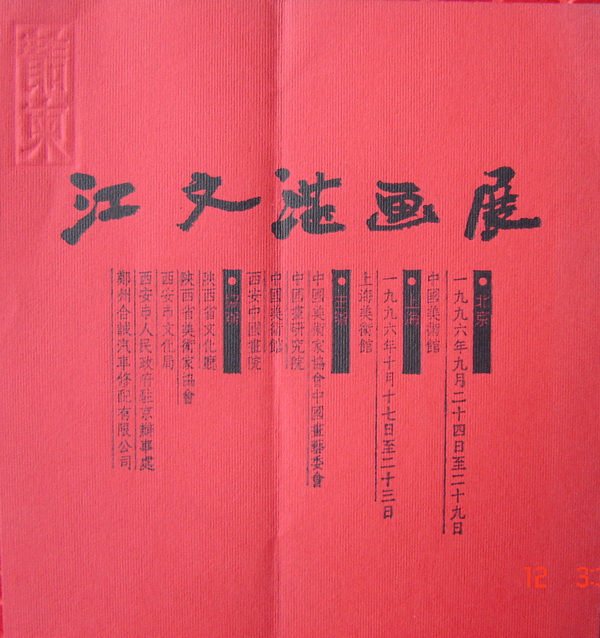 江文湛画展
北京
一九九六年九月二十四日至二十九日
中國美術館
上海
一九九六年十月十七日至二十三日
上海美術館
主辦
中國美術家協會中國畫藝委會
中國畫研究院
中國美術館
西安中國畫院
協辦
陝西省文化廳
陝西省美術家協會
西安市文化局
西安市人民政府駐京辦事處
鄭州合誠汽車修配有限公司
12 3:3